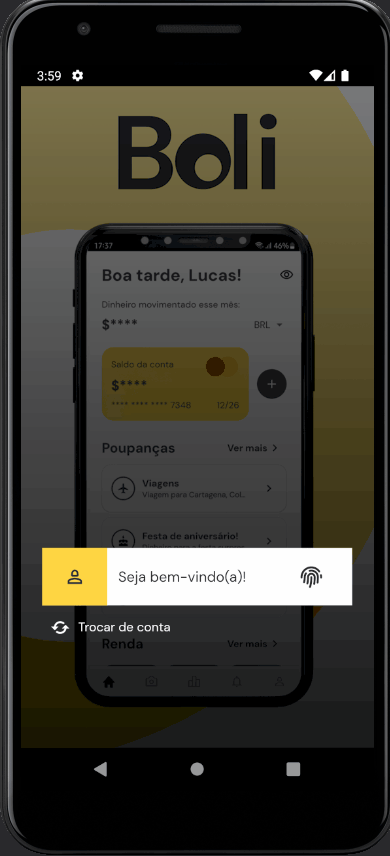 3:59
Boli
17:37
46%
Boa tarde, Lucas!
Dinheiro movimentado esse mês:
$****
BRL
Saldo da conta
$****
**** **** **** 7348
12/26
+
Poupanças
Ver mais >
Viagens
Viagem para Cartagena, Col.
Festa de aniversário!
Seja bem-vindo(a)!
Trocar de conta
Renda
Ver mais >